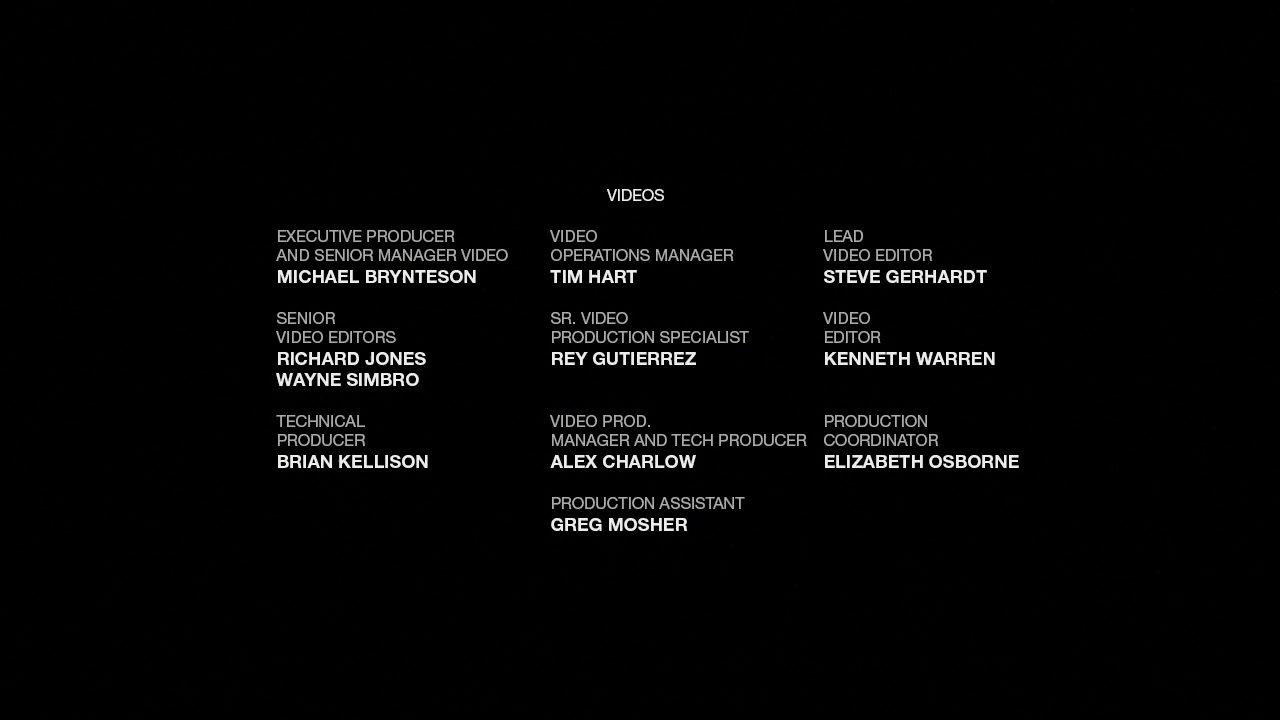 VIDEOS
EXECUTIVE PRODUCER
AND SENIOR MANAGER VIDEO
MICHAEL BRYNTESON
VIDEO
OPERATIONS MANAGER
TIM HART
LEAD
VIDEO EDITOR
STEVE GERHARDT
SENIOR
VIDEO EDITORS
RICHARD JONES
WAYNE SIMBRO
SR. VIDEO
PRODUCTION SPECIALIST
REY GUTIERREZ
VIDEO
EDITOR
KENNETH WARREN
TECHNICAL
PRODUCER
BRIAN KELLISON
VIDEO PROD.
MANAGER AND TECH PRODUCER
ALEX CHARLOW
PRODUCTION
COORDINATOR
ELIZABETH OSBORNE
PRODUCTION ASSISTANT
GREG MOSHER